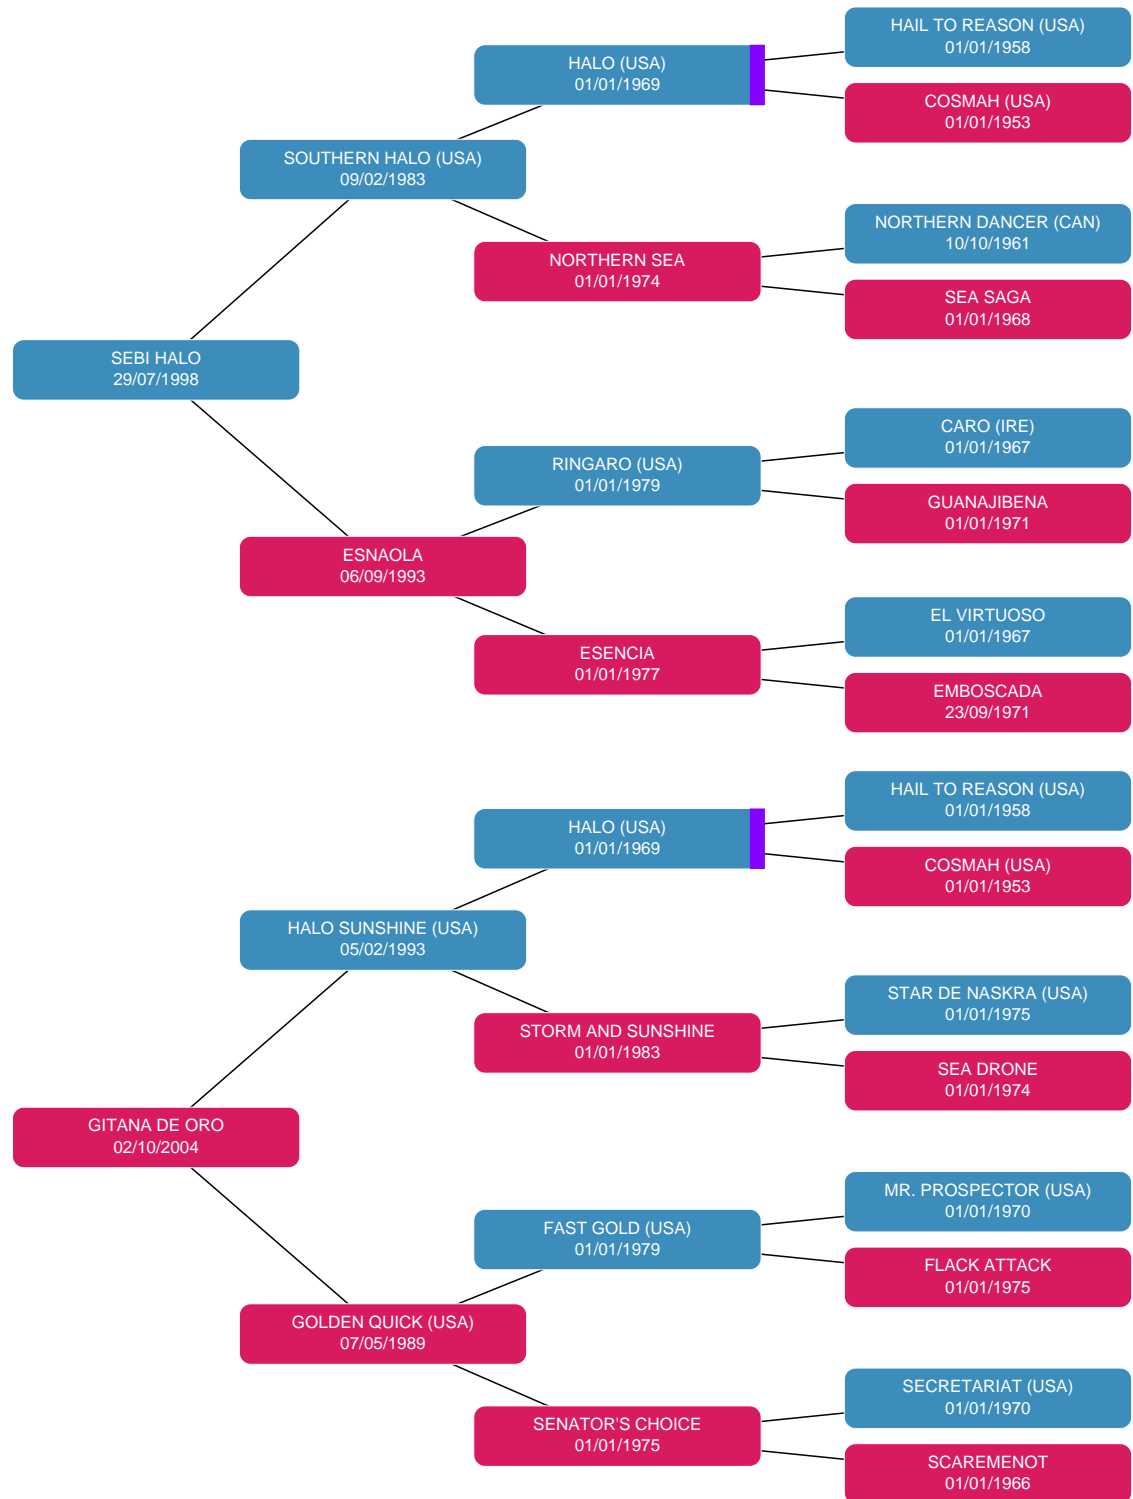 HAIL TO REASON (USA)
01/01/1958
HALO (USA)
01/01/1969
COSMAH (USA)
01/01/1953
SOUTHERN HALO (USA)
09/02/1983
NORTHERN DANCER (CAN)
10/10/1961
NORTHERN SEA
01/01/1974
SEA SAGA
01/01/1968
SEBI HALO
29/07/1998
CARO (IRE)
01/01/1967
RINGARO (USA)
01/01/1979
GUANAJIBENA
01/01/1971
ESNAOLA
06/09/1993
EL VIRTUOSO
01/01/1967
ESENCIA
01/01/1977
EMBOSCADA
23/09/1971
HAIL TO REASON (USA)
01/01/1958
HALO (USA)
01/01/1969
COSMAH (USA)
01/01/1953
HALO SUNSHINE (USA)
05/02/1993
STAR DE NASKRA (USA)
01/01/1975
STORM AND SUNSHINE
01/01/1983
SEA DRONE
01/01/1974
GITANA DE ORO
02/10/2004
MR. PROSPECTOR (USA)
01/01/1970
FAST GOLD (USA)
01/01/1979
FLACK ATTACK
01/01/1975
GOLDEN QUICK (USA)
07/05/1989
SECRETARIAT (USA)
01/01/1970
SENATOR'S CHOICE
01/01/1975
SCAREMENOT
01/01/1966